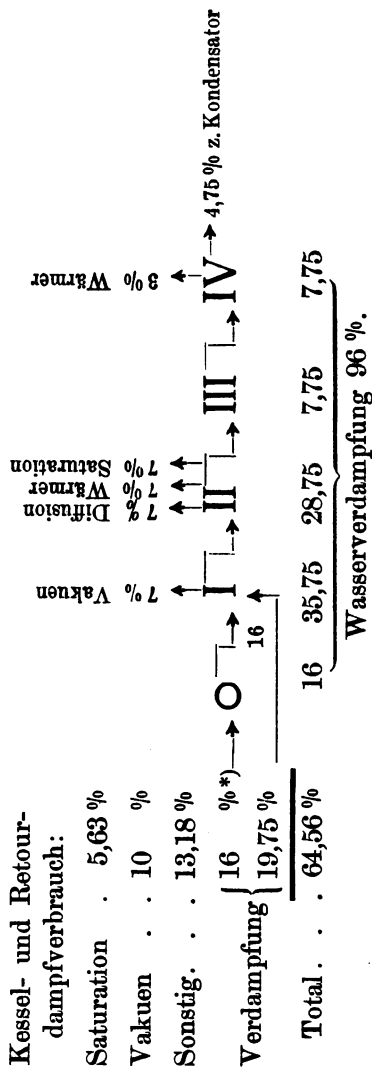 Kessel- und Retour-
dampfverbrauch:
Saturation . 5,63 %
Vakuen . . 10 %
Sonstig. . . 13,18 %
Verdampfung { 16 %*)
19,75 %
Total . . . 64,56 %
Vakuen
Diffusion
Wärmer
Saturation
Wärmer
7 %
7 %
7 %
7 %
3 %
O I II III IV
4,75 % z. Kondensator
16
16 35,75 28,75 7,75 7,75
Wasserverdampfung 96 %.